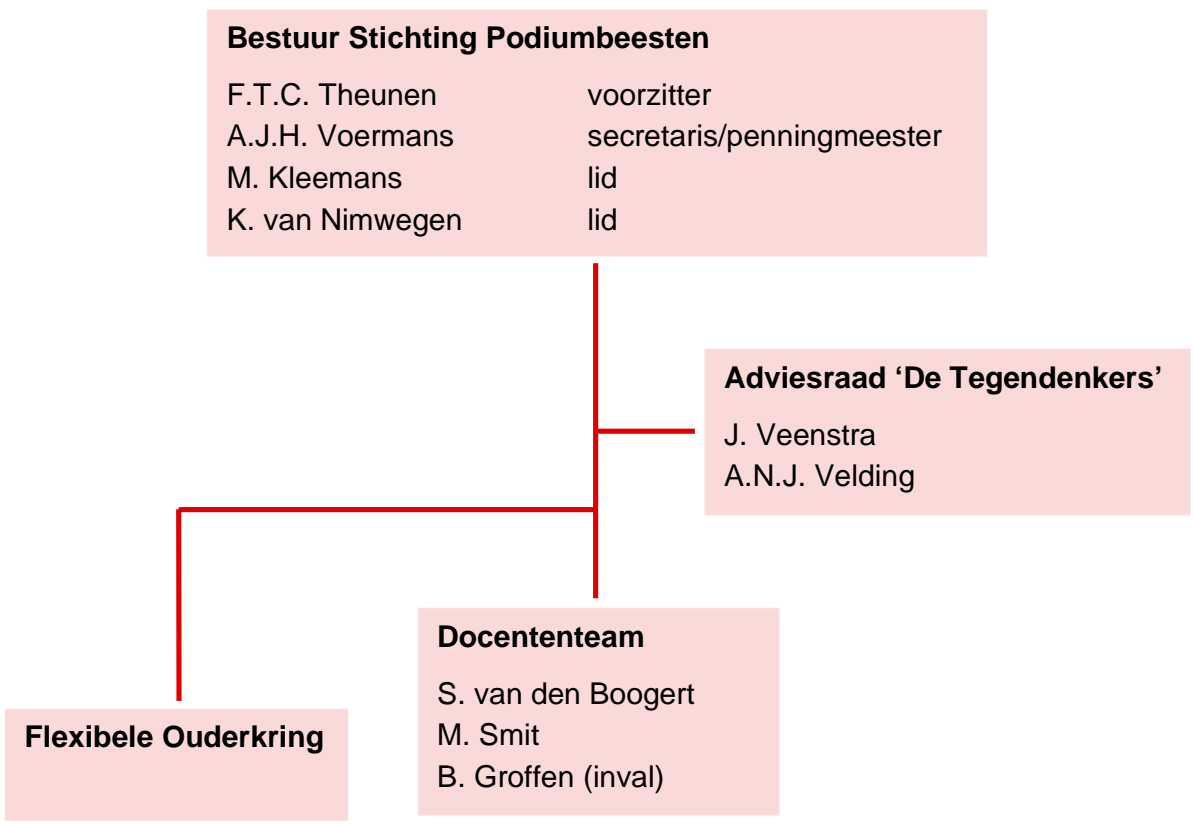 Bestuur Stichting Podiumbeesten
F.T.C. Theunen voorzitter
A.J.H. Voermans secretaris/penningmeester
M. Kleemans lid
K. van Nimwegen lid
Adviesraad ‘De Tegendenkers’
J. Veenstra
A.N.J. Velding
Docententeam
S. van den Boogert
M. Smit
B. Groffen (inval)
Flexibele Ouderkring